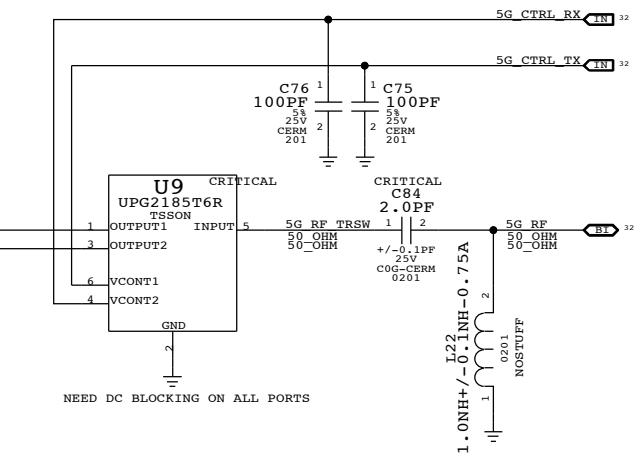 5G_CTRL_RX
IN
32
5G_CTRL_TX
IN
32
C76
100PF
5%
25V
CERM
201
1
2
C75
100PF
5%
25V
CERM
201
1
2
U9
CRITICAL
UPG2185T6R
TSSON
1
OUTPUT1
INPUT
5
3
OUTPUT2
6
VCONT1
4
VCONT2
GND
2
5G_RF_TRSW
50_OHM
50_OHM
CRITICAL
C84
2.0PF
1
2
+/-0.1PF
25V
C0G-CERM
0201
5G_RF
50_OHM
50_OHM
BI
32
L22
1.0NH+/-0.1NH-0.75A
2
1
0201
NOSTUFF
NEED DC BLOCKING ON ALL PORTS